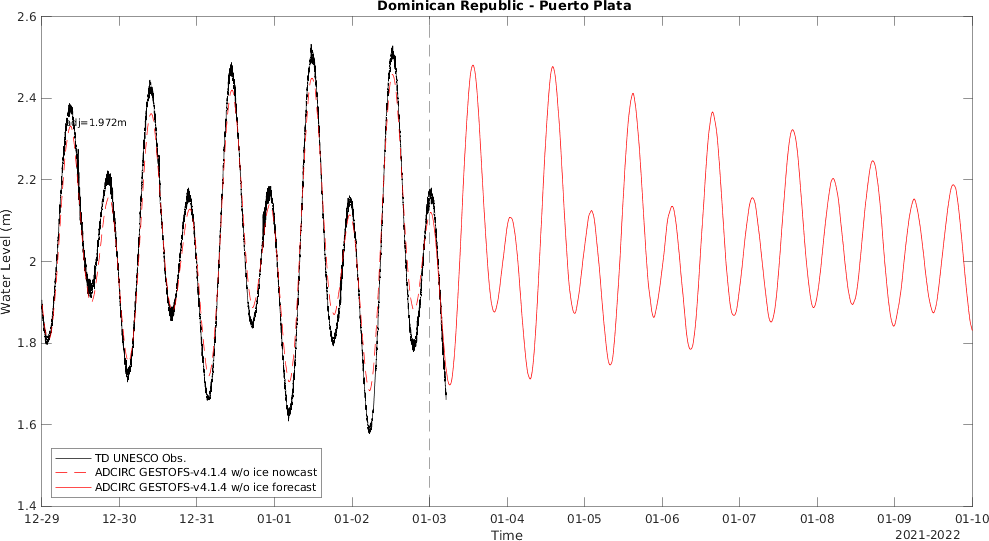 Dominican Republic - Puerto Plata
2.6
2.4
2.2
2
1.8
1.6
1.4
Water Level (m)
adj=1.972m
TD UNESCO Obs.
ADCIRC GESTOFS-v4.1.4 w/o ice nowcast
ADCIRC GESTOFS-v4.1.4 w/o ice forecast
12-29 12-30 12-31 01-01 01-02 01-03 01-04 01-05 01-06 01-07 01-08 01-09 01-10
Time
2021-2022